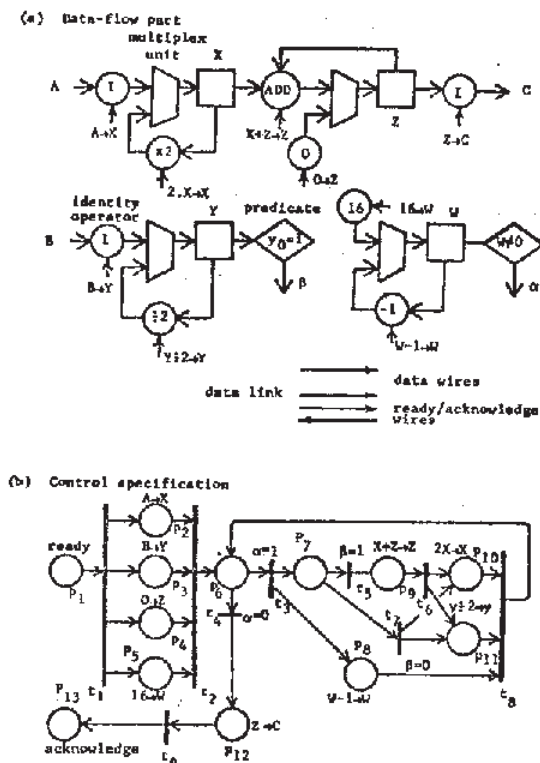 (a) Data-flow part
multiplex
unit
X
A
I
ADD
I
C
A→X
X+Z→Z
Z
Z→C
x2
0
2.X→X
0→Z
identity
operator
Y
predicate
16
16→W
W
B
I
y0=1
W≠0
B→Y
β
α
÷2
-1
Y÷2→Y
W-1→W
data link
data wires
ready/acknowledge
wires
(b) Control specification
A→X
ready
P2
B→Y
α=1
P7
β=1
X+Z→Z
2X→X
P10
P1
P3
P6
t3
t5
P9
t6
0→Z
t4
α=0
t7
y÷2→y
P4
P8
P11
P5
16→W
β=0
P13
t1
t2
W-1→W
t8
Z→C
acknowledge
P12